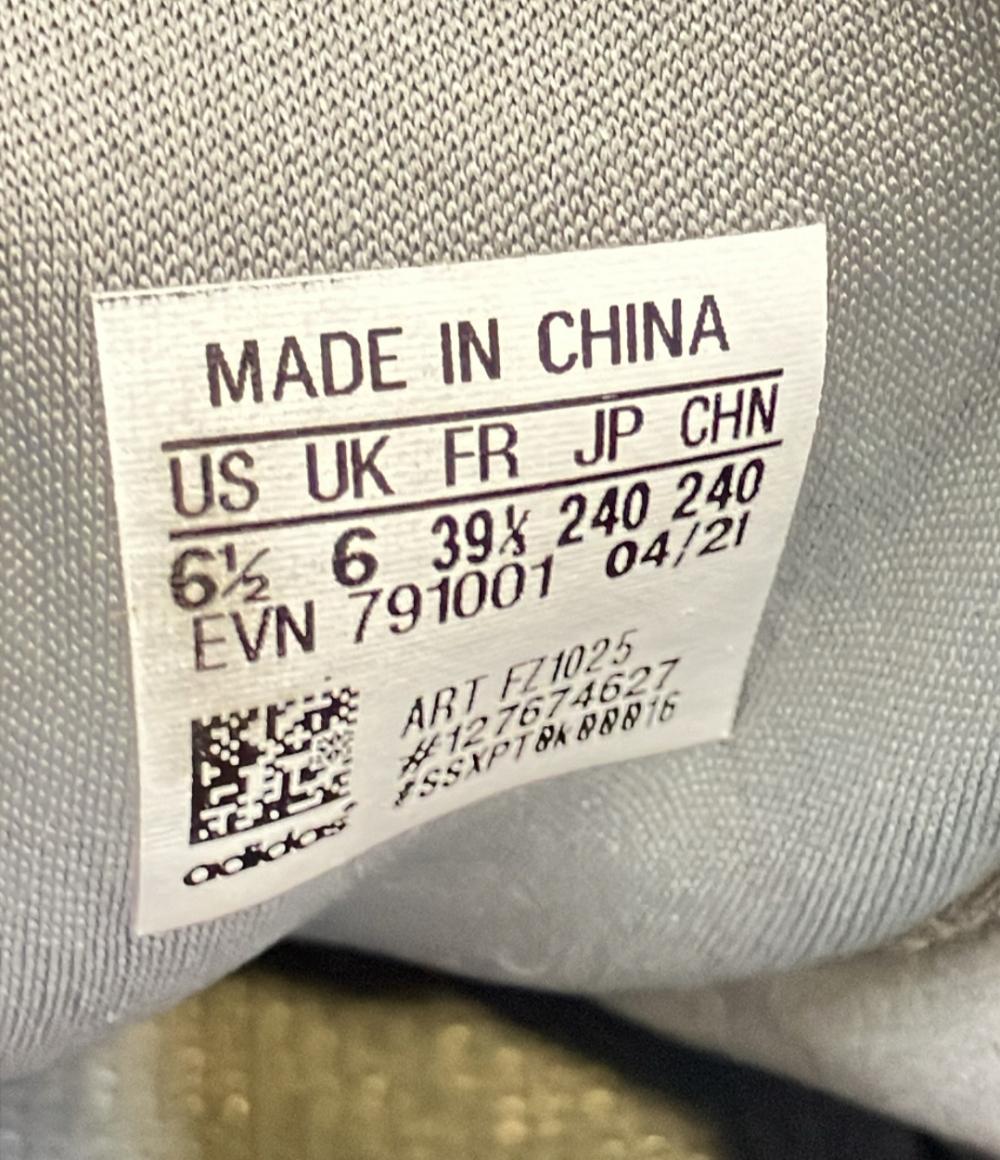 MADE IN CHINA
US UK FR JP CHN
6½ 6 39⅓ 240 240
EVN 791001 04/21
ART FZ1025
#127674627
#SSXPT0K00016
adidas